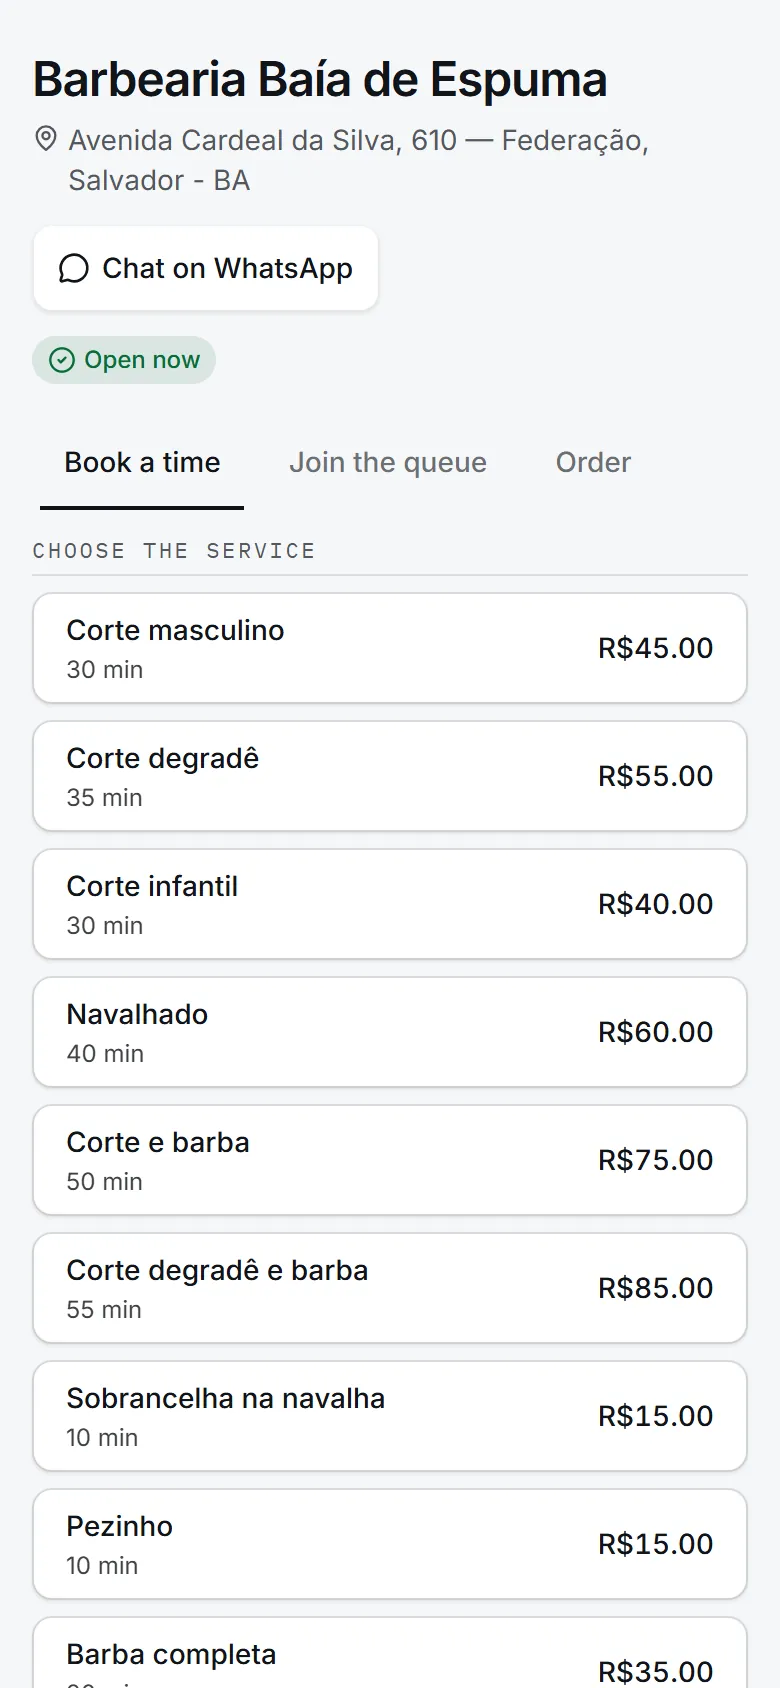 Barbearia Baía de Espuma
Avenida Cardeal da Silva, 610 — Federação,
Salvador - BA
Chat on WhatsApp
Open now
Book a time
Join the queue
Order
CHOOSE THE SERVICE
Corte masculino
R$45.00
30 min
Corte degradê
R$55.00
35 min
Corte infantil
R$40.00
30 min
Navalhado
R$60.00
40 min
Corte e barba
R$75.00
50 min
Corte degradê e barba
R$85.00
55 min
Sobrancelha na navalha
R$15.00
10 min
Pezinho
R$15.00
10 min
Barba completa
R$35.00